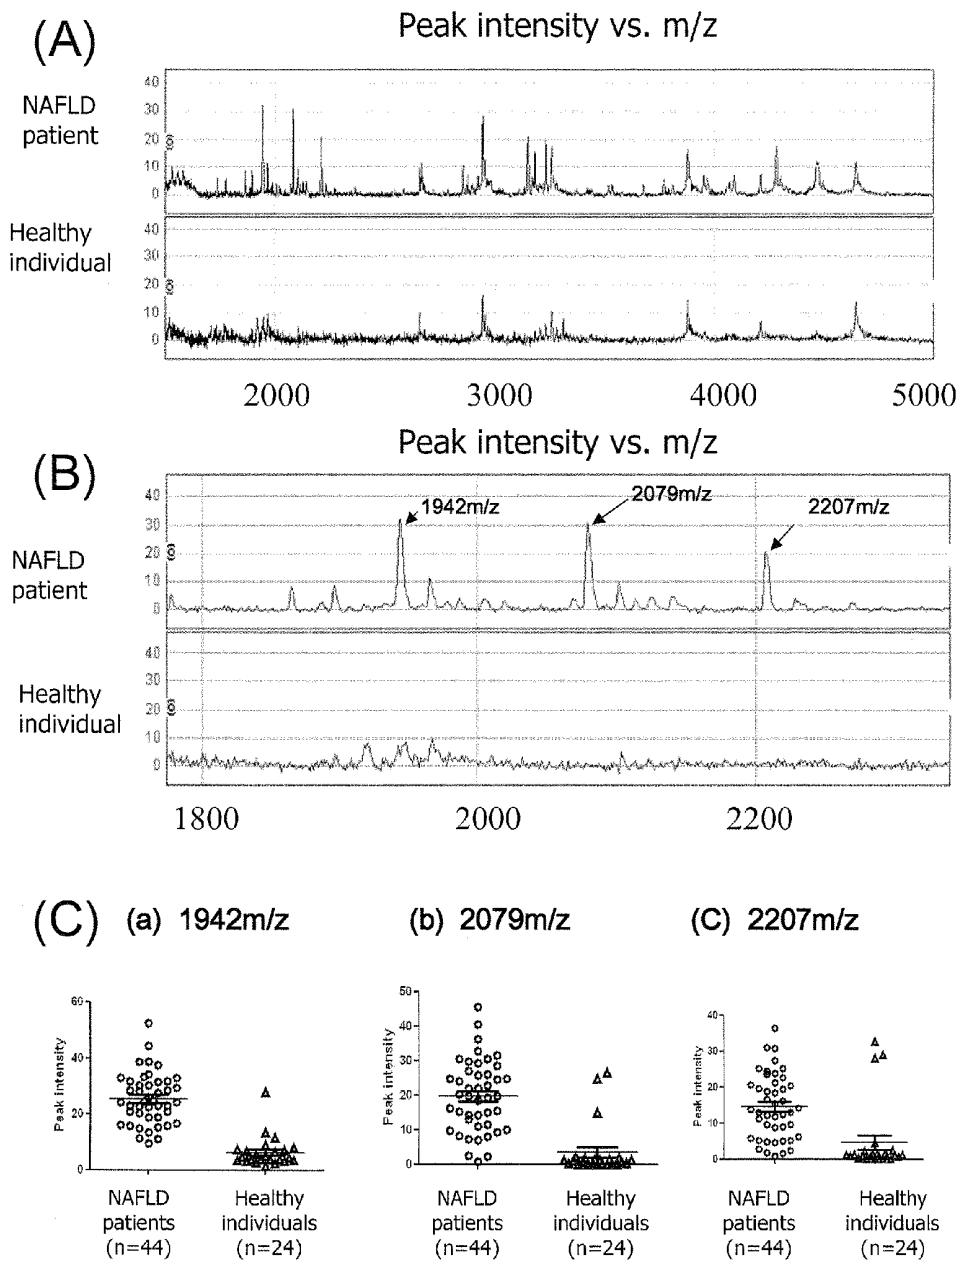 (A)
Peak intensity vs. m/z
NAFLD
patient
40
30
20
10
0
Healthy
individual
40
30
20
10
0
2000 3000 4000 5000
(B)
Peak intensity vs. m/z
NAFLD
patient
40
30
20
10
0
1942m/z
2079m/z
2207m/z
Healthy
individual
40
30
20
10
0
1800 2000 2200
(C)
(a) 1942m/z
(b) 2079m/z
(C) 2207m/z
Peak intensity
60
40
20
0
NAFLD
patients
(n=44)
Healthy
individuals
(n=24)
Peak intensity
50
40
30
20
10
0
NAFLD
patients
(n=44)
Healthy
individuals
(n=24)
Peak intensity
40
30
20
10
0
NAFLD
patients
(n=44)
Healthy
individuals
(n=24)